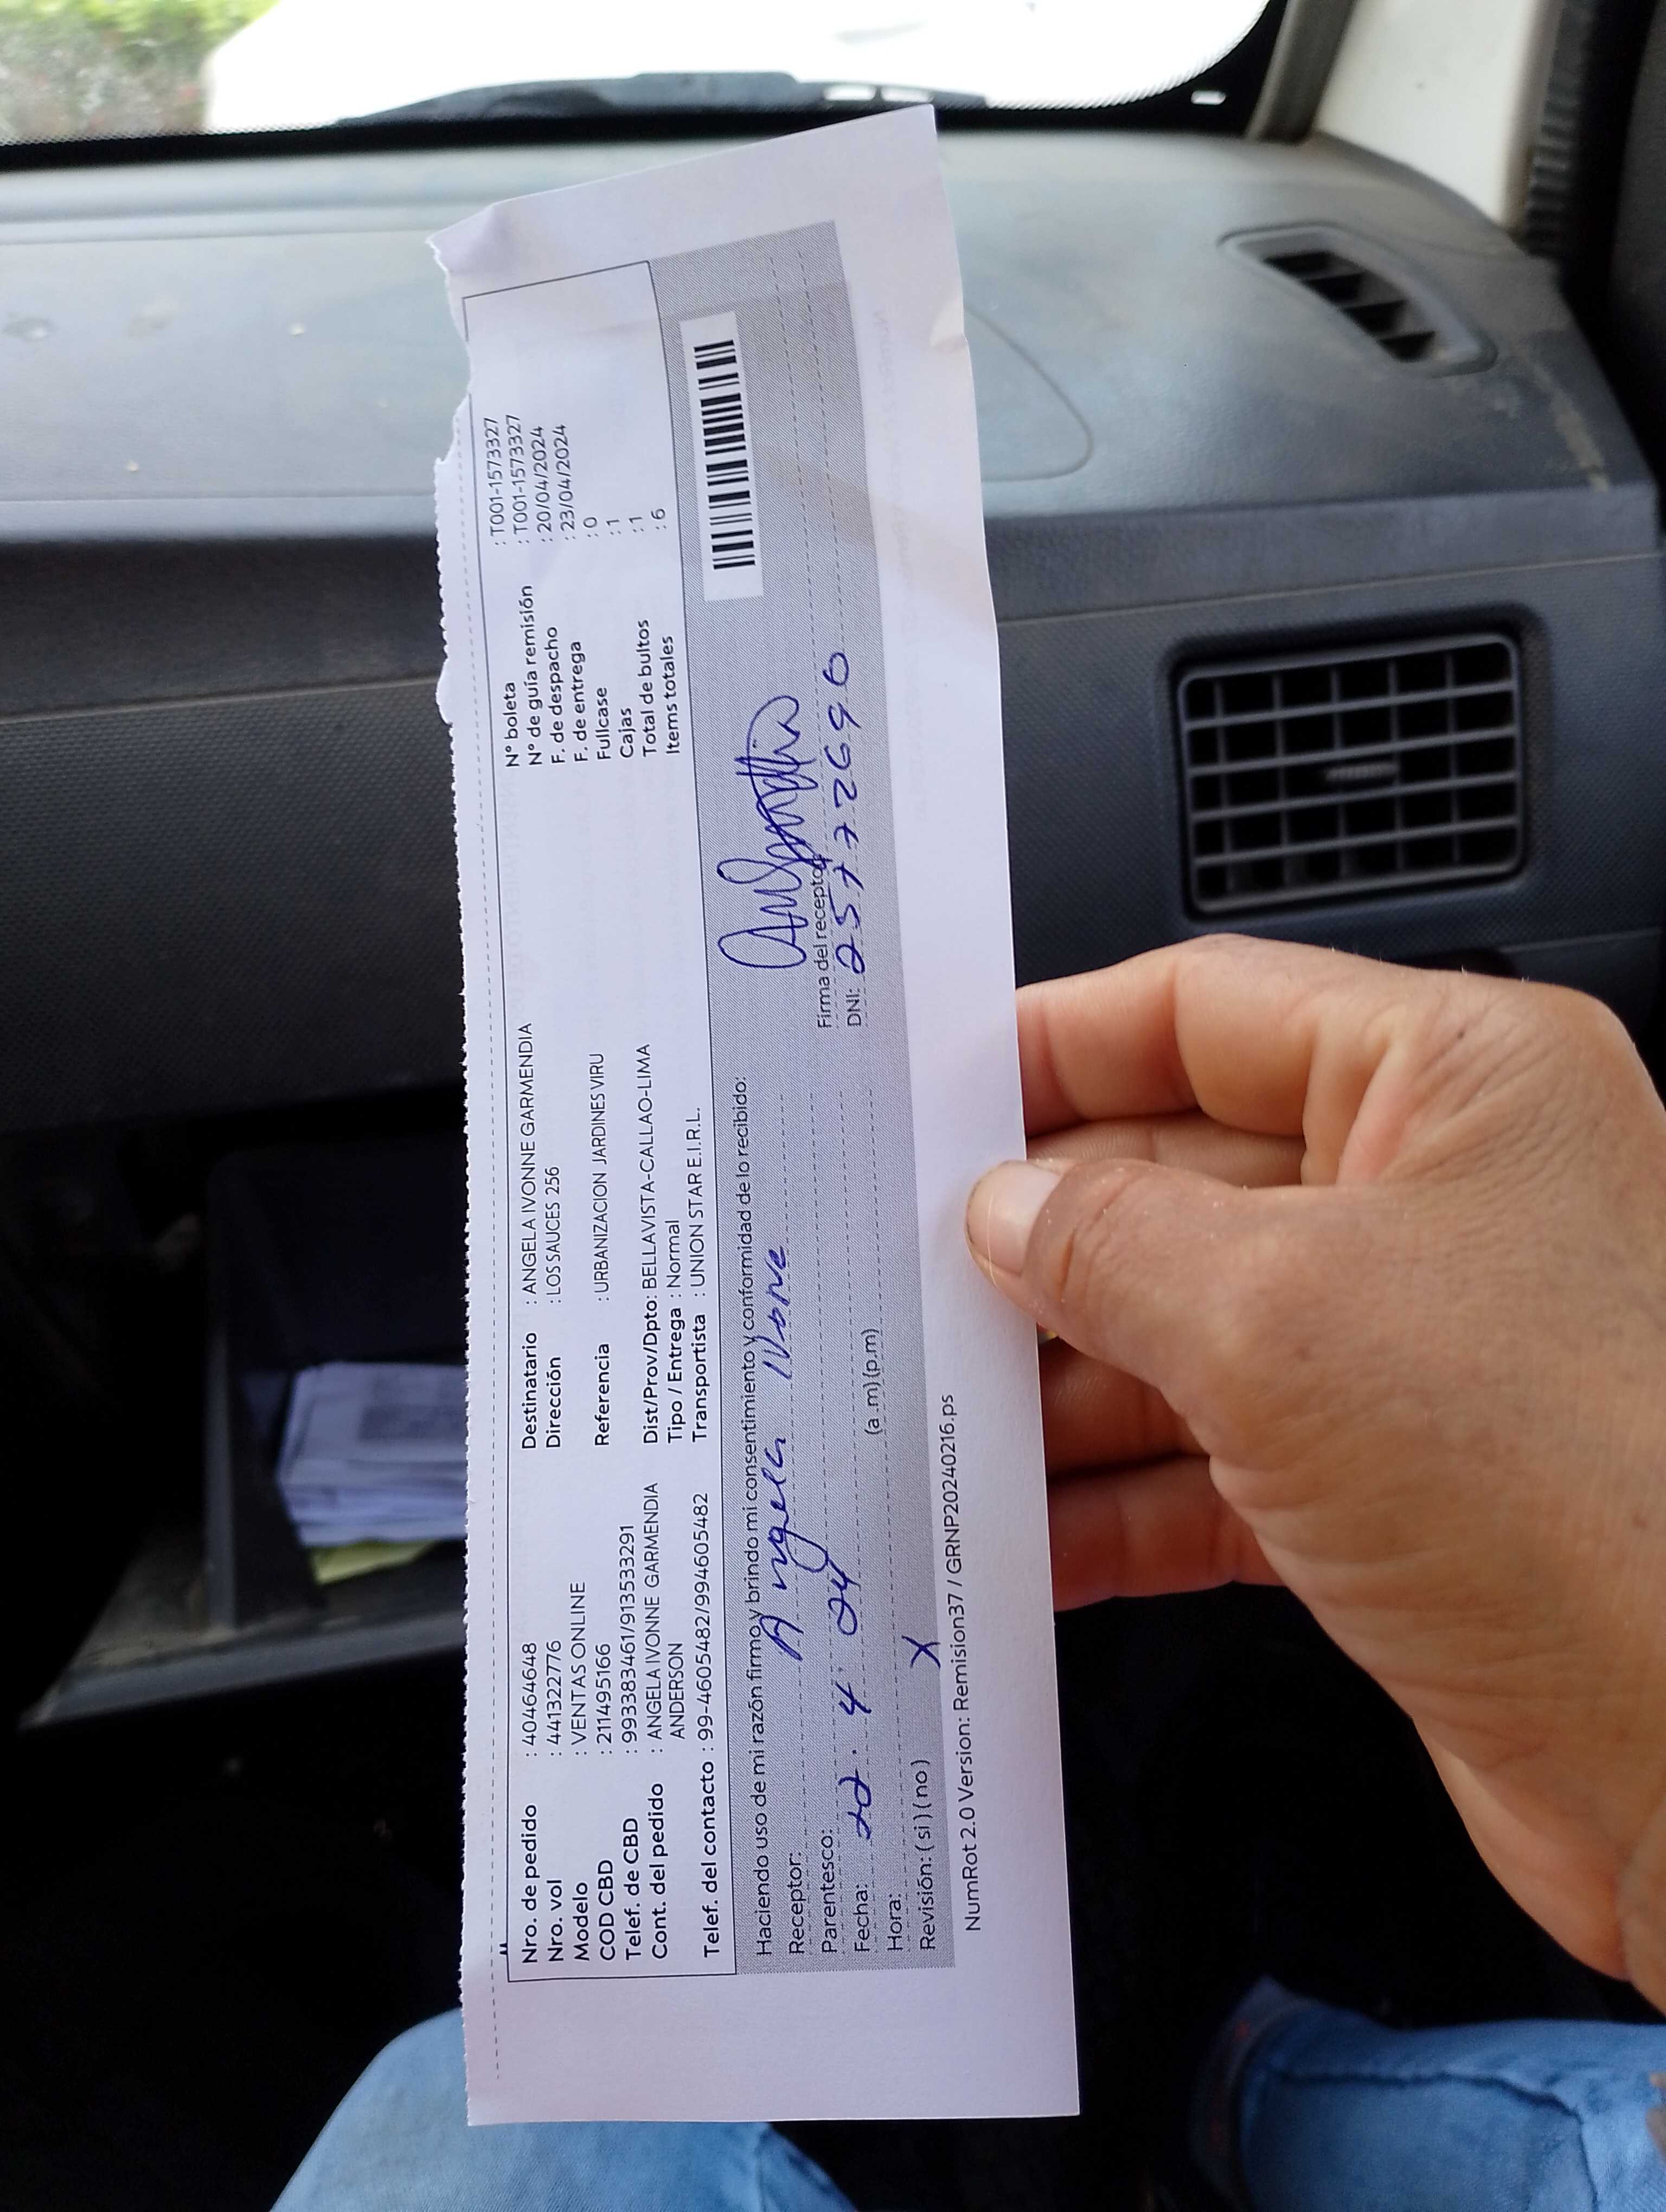 Nro. de pedido : 40464648
Nro. vol : 441322776
Modelo : VENTAS ONLINE
COD CBD : 211495166
Telef. de CBD : 993383461/913533291
Cont. del pedido : ANGELA IVONNE GARMENDIA
ANDERSON
Telef. del contacto : 99-4605482/994605482
Destinatario : ANGELA IVONNE GARMENDIA
Dirección : LOS SAUCES 256
Referencia : URBANIZACION JARDINES VIRU
Dist/Prov/Dpto: BELLAVISTA-CALLAO-LIMA
Tipo / Entrega : Normal
Transportista : UNION STAR E.I.R.L.
N° boleta : T001-1573327
N° de guía remisión : T001-1573327
F. de despacho : 20/04/2024
F. de entrega : 23/04/2024
Fullcase : 0
Cajas : 1
Total de bultos : 1
Items totales : 6
Haciendo uso de mi razón firmo y brindo mi consentimiento y conformidad de lo recibido:
Receptor: Angela Ivone
Parentesco:
Fecha: 22. 4. 24
Hora: (a .m) (p.m)
Revisión: ( si ) ( no ) X
Firma del receptor
DNI: 25772696
NumRot 2.0 Version: Remision37 / GRNP20240216.ps